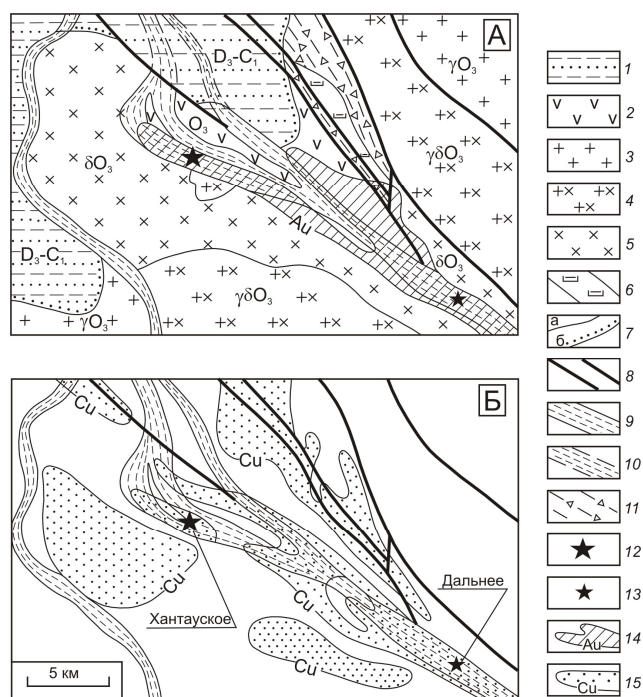 А
D₃-C₁
γO₃
O₃
γδO₃
δO₃
Au
δO₃
D₃-C₁
γδO₃
γO₃
Б
Cu
Cu
Cu
Cu
Cu
Cu
Дальнее
Хантауское
Cu
5 км
1
2
3
4
5
6
а
б
7
8
9
10
11
12
13
Au
14
Cu
15